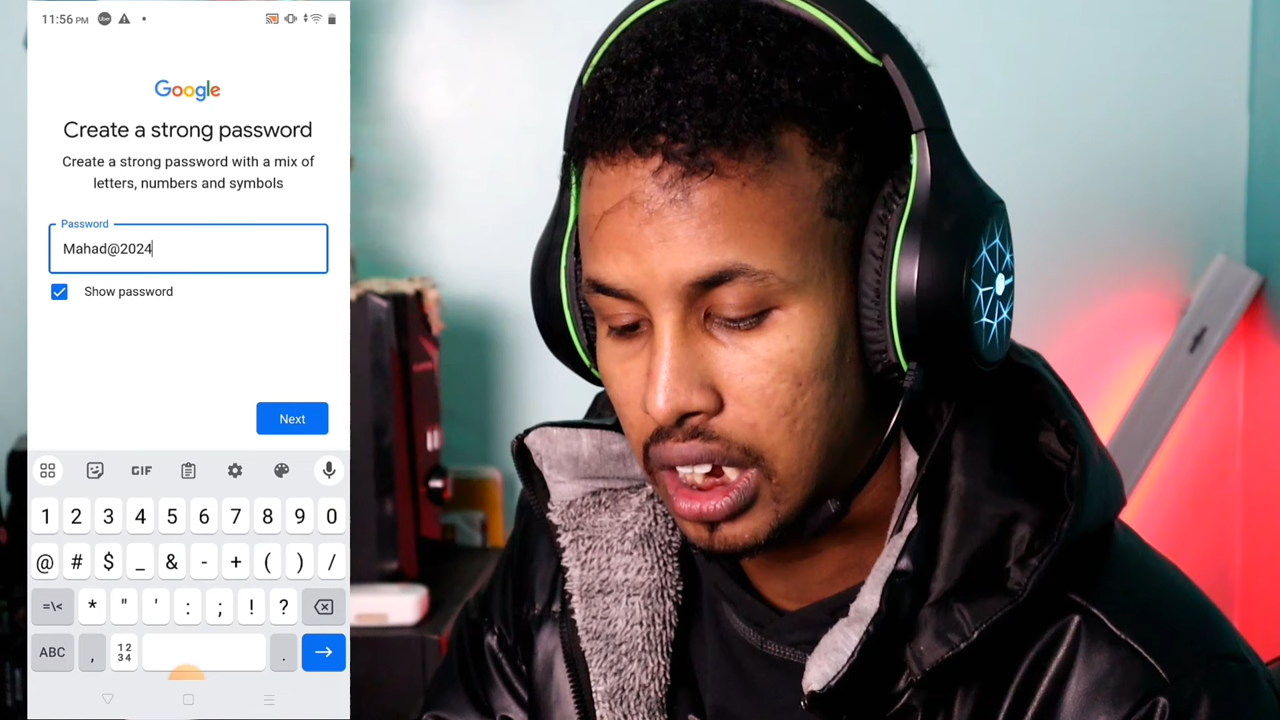 11:56 PM Uber
Google
Create a strong password
Create a strong password with a mix of
letters, numbers and symbols
Password
Mahad@2024
Show password
Next
GIF
1 2 3 4 5 6 7 8 9 0
@ # $ _ & - + ( ) /
=\< * " ' : ; ! ?
ABC , 12 34 .